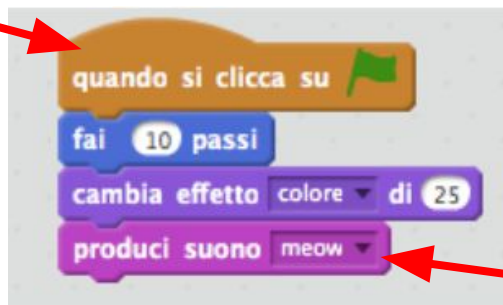 quando si clicca su
fai 10 passi
cambia effetto colore di 25
produci suono meow